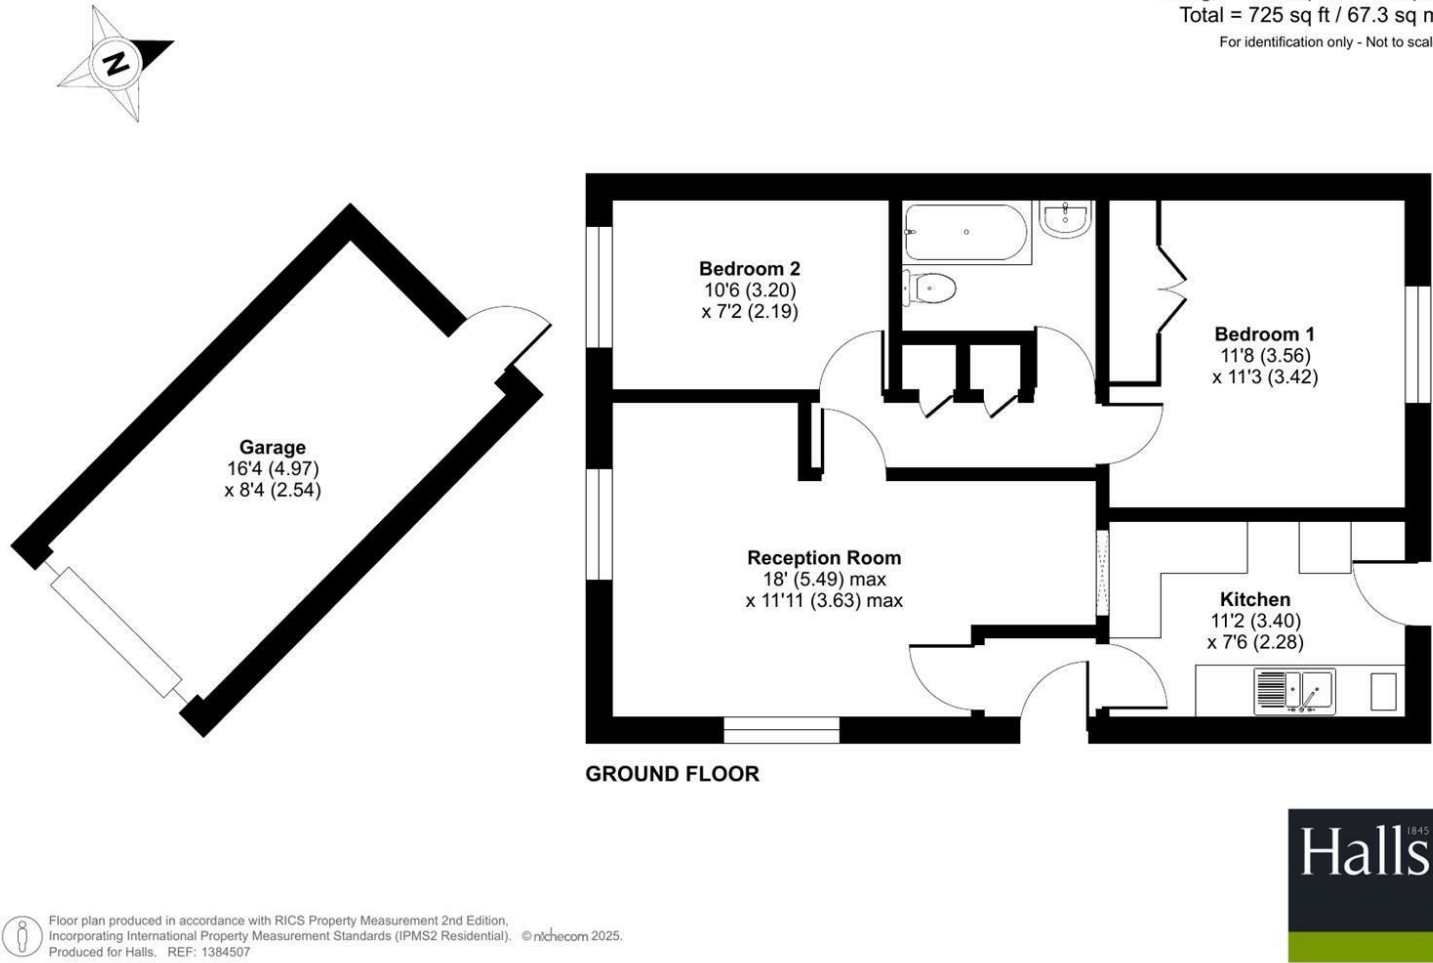 Total = 725 sq ft / 67.3 sq m
For identification only - Not to scal
N
Bedroom 2
10'6 (3.20)
x 7'2 (2.19)
Bedroom 1
11'8 (3.56)
x 11'3 (3.42)
Garage
16'4 (4.97)
x 8'4 (2.54)
Reception Room
18' (5.49) max
x 11'11 (3.63) max
Kitchen
11'2 (3.40)
x 7'6 (2.28)
GROUND FLOOR
Halls
1845
Floor plan produced in accordance with RICS Property Measurement 2nd Edition,
Incorporating International Property Measurement Standards (IPMS2 Residential). © nichecom 2025.
Produced for Halls. REF: 1384507